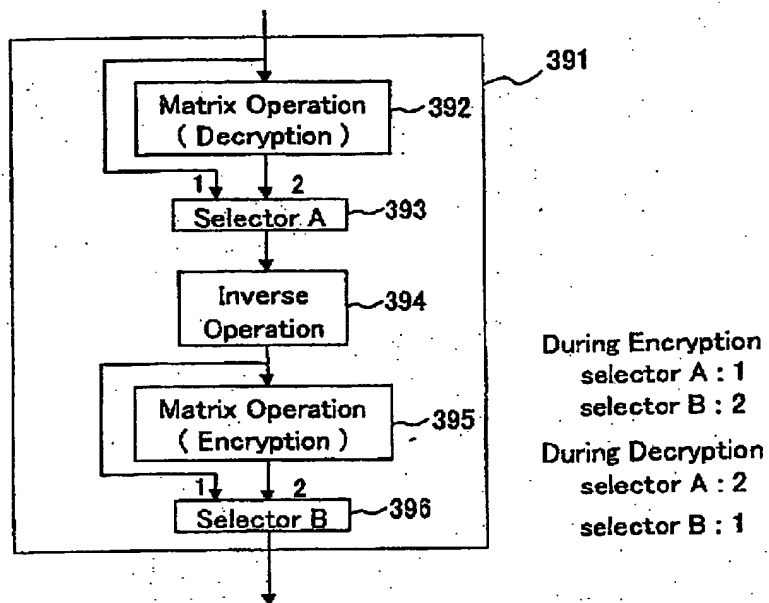 391
Matrix Operation
( Decryption )
392
1 2
Selector A
393
Inverse
Operation
394
Matrix Operation
( Encryption )
395
1 2
Selector B
396
During Encryption
selector A : 1
selector B : 2
During Decryption
selector A : 2
selector B : 1